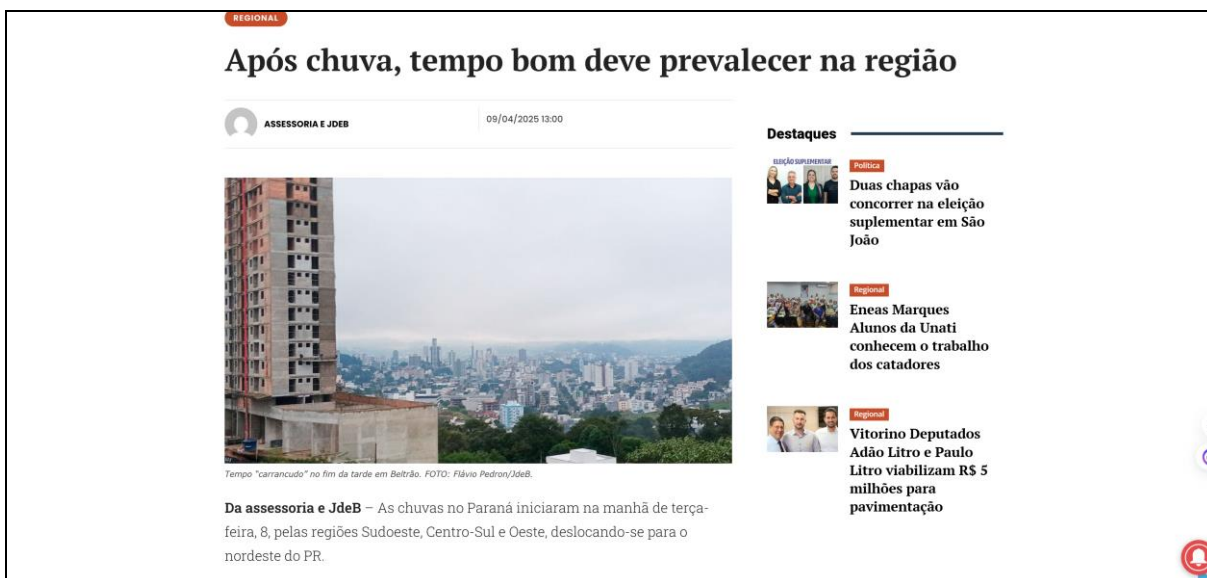 REGIONAL
Após chuva, tempo bom deve prevalecer na região
ASSESSORIA E JDEB
09/04/2025 13:00
Tempo "carrancudo" no fim da tarde em Beltrão. FOTO: Flávio Pedron/JdeB.
Da assessoria e JdeB – As chuvas no Paraná iniciaram na manhã de terça-
feira, 8, pelas regiões Sudoeste, Centro-Sul e Oeste, deslocando-se para o
nordeste do PR.
Destaques
ELEIÇÃO SUPLEMENTAR
Política
Duas chapas vão
concorrer na eleição
suplementar em São
João
Regional
Eneas Marques
Alunos da Unati
conhecem o trabalho
dos catadores
Regional
Vitorino Deputados
Adão Litro e Paulo
Litro viabilizam R$ 5
milhões para
pavimentação